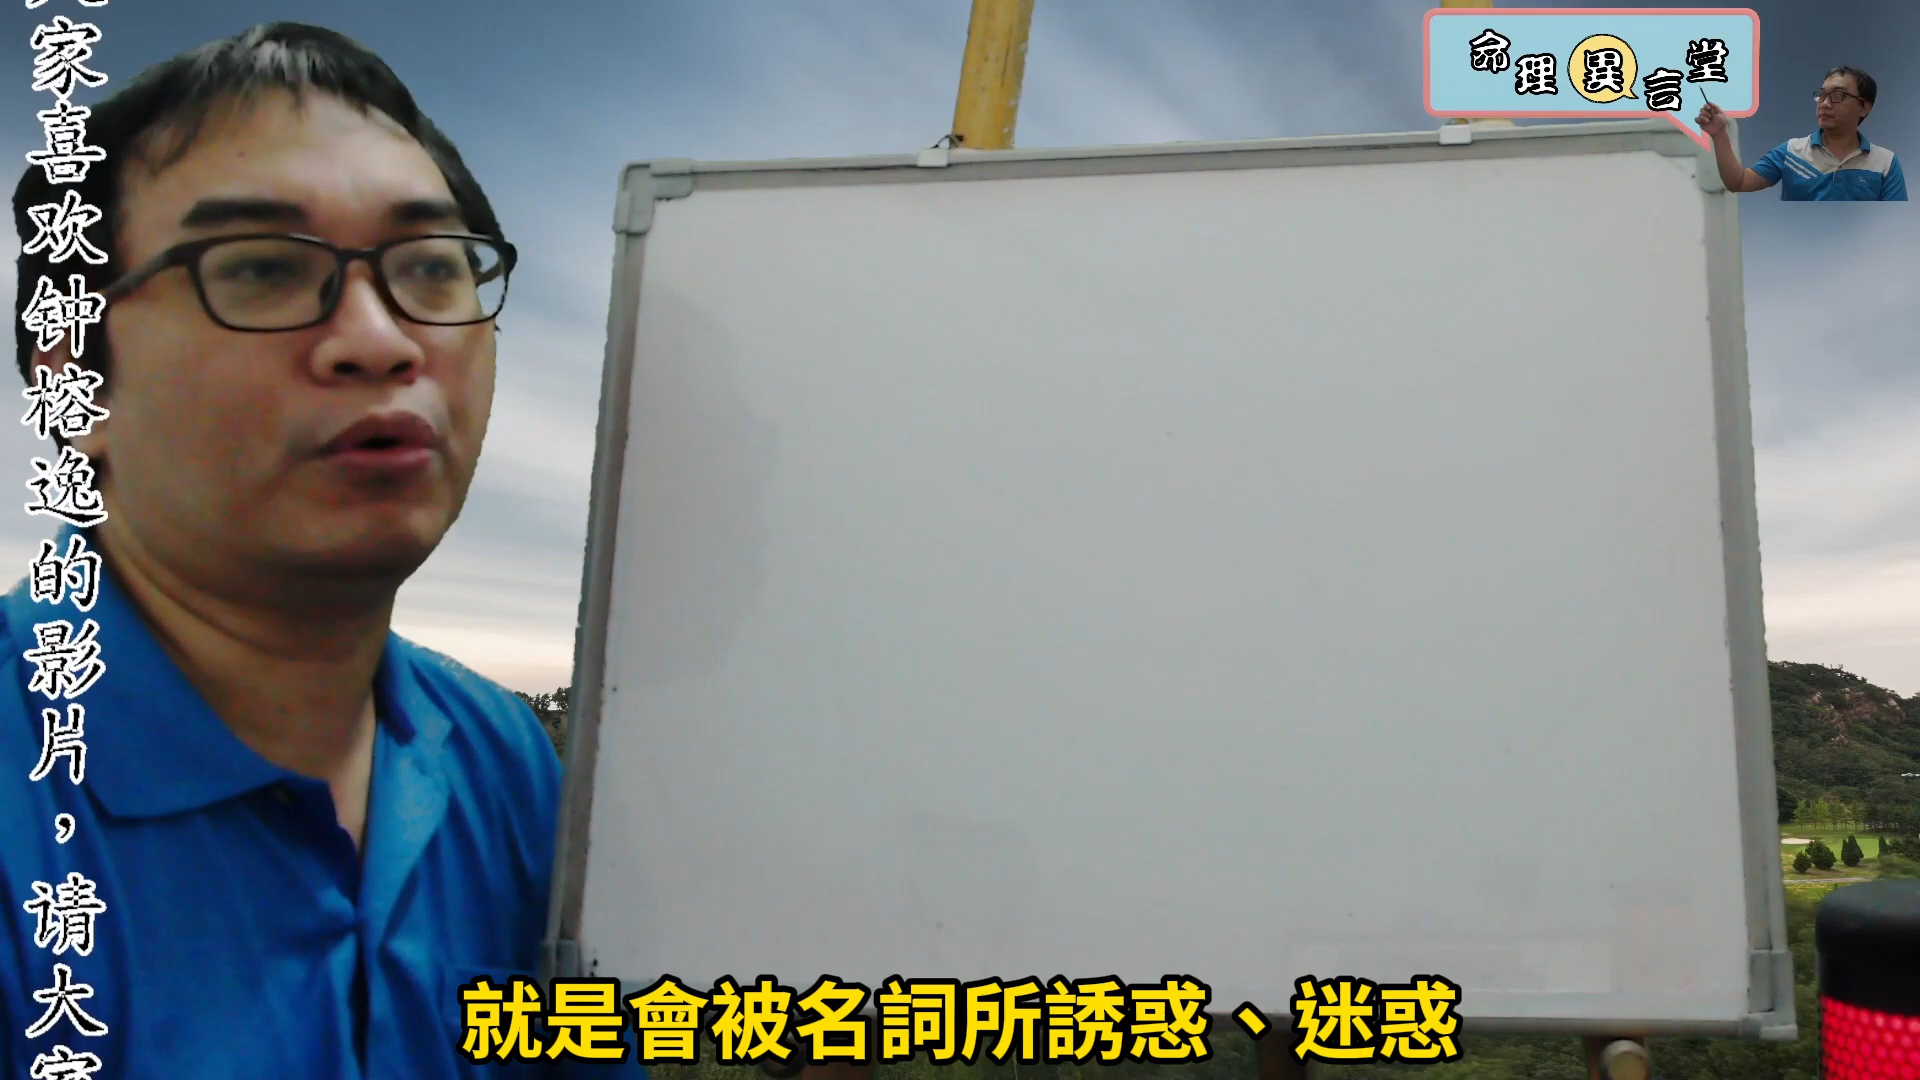 家喜欢钟榕逸的影片，请大家
命理異言堂
就是會被名詞所誘惑、迷惑